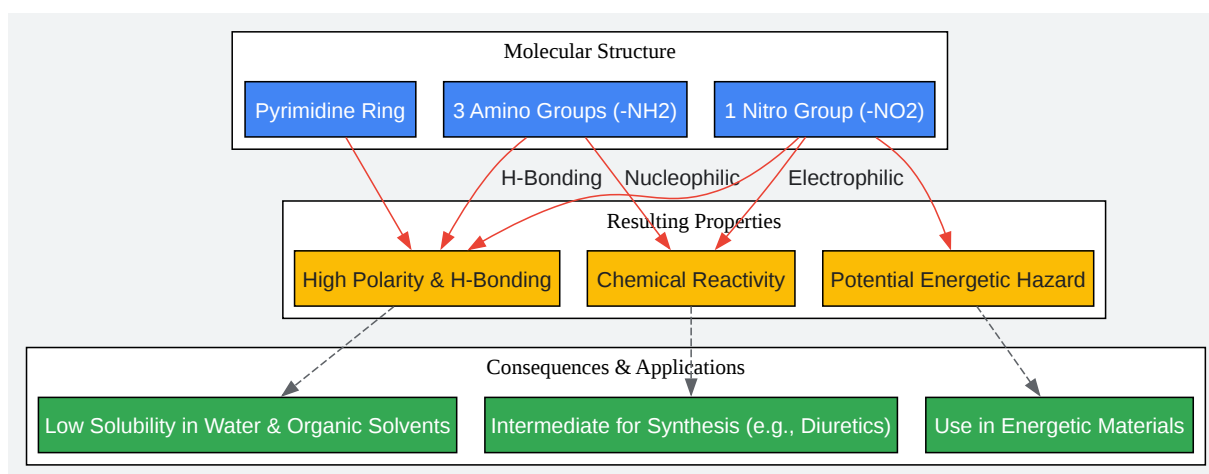 Molecular Structure
Pyrimidine Ring
3 Amino Groups (-NH2)
1 Nitro Group (-NO2)
H-Bonding
Nucleophilic
Electrophilic
Resulting Properties
High Polarity & H-Bonding
Chemical Reactivity
Potential Energetic Hazard
Consequences & Applications
Low Solubility in Water & Organic Solvents
Intermediate for Synthesis (e.g., Diuretics)
Use in Energetic Materials